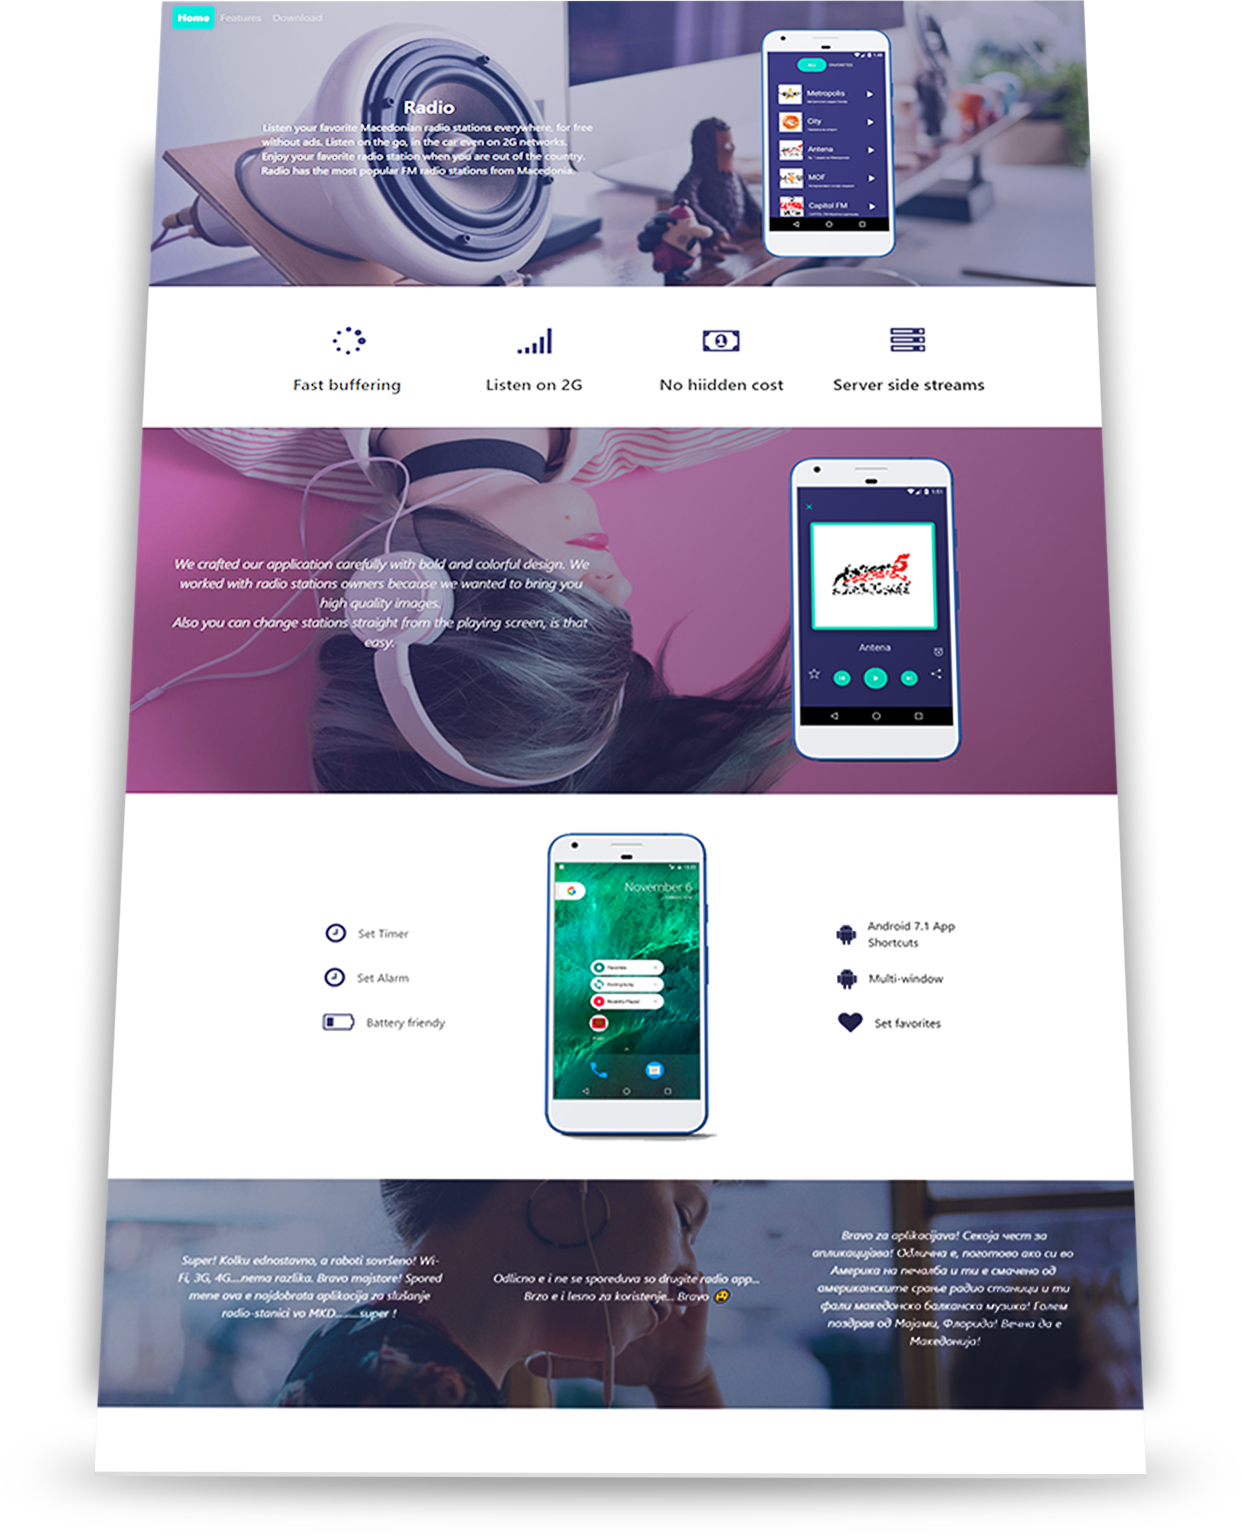 Home Features Download
Radio
Listen your favorite Macedonian radio stations everywhere, for free
without ads. Listen on the go, in the car even on 2G networks.
Enjoy your favorite radio station when you are out of the country.
Radio has the most popular FM radio stations from Macedonia.
ALL FAVORITES
Metropolis
City
Antena
MOF
Capitol FM
Fast buffering
Listen on 2G
No hiidden cost
Server side streams
We crafted our application carefully with bold and colorful design. We
worked with radio stations owners because we wanted to bring you
high quality images.
Also you can change stations straight from the playing screen, is that
easy.
1:51
5
Antena
November 6
Favorites
Recently Played
Set Timer
Set Alarm
Battery friendy
Android 7.1 App
Shortcuts
Multi-window
Set favorites
Super! Kolku ednostavno, a raboti sovršeno! Wi-
Fi, 3G, 4G....nema razlika. Bravo majstore! Spored
mene ova e najdobrata aplikacija za slušanje
radio-stanici vo MKD.........super !
Odlicno e i ne se sporeduva so drugite radio app...
Brzo e i lesno za koristenje... Bravo
Bravo za aplikacijava! Секоја чест за
апликацијава! Одлична е, поготово ако си во
Америка на печалба и ти е смачено од
американските срање радио станици и ти
фали македонско балканска музика! Голем
поздрав од Мајами, Флорида! Вечна да е
Македонија!